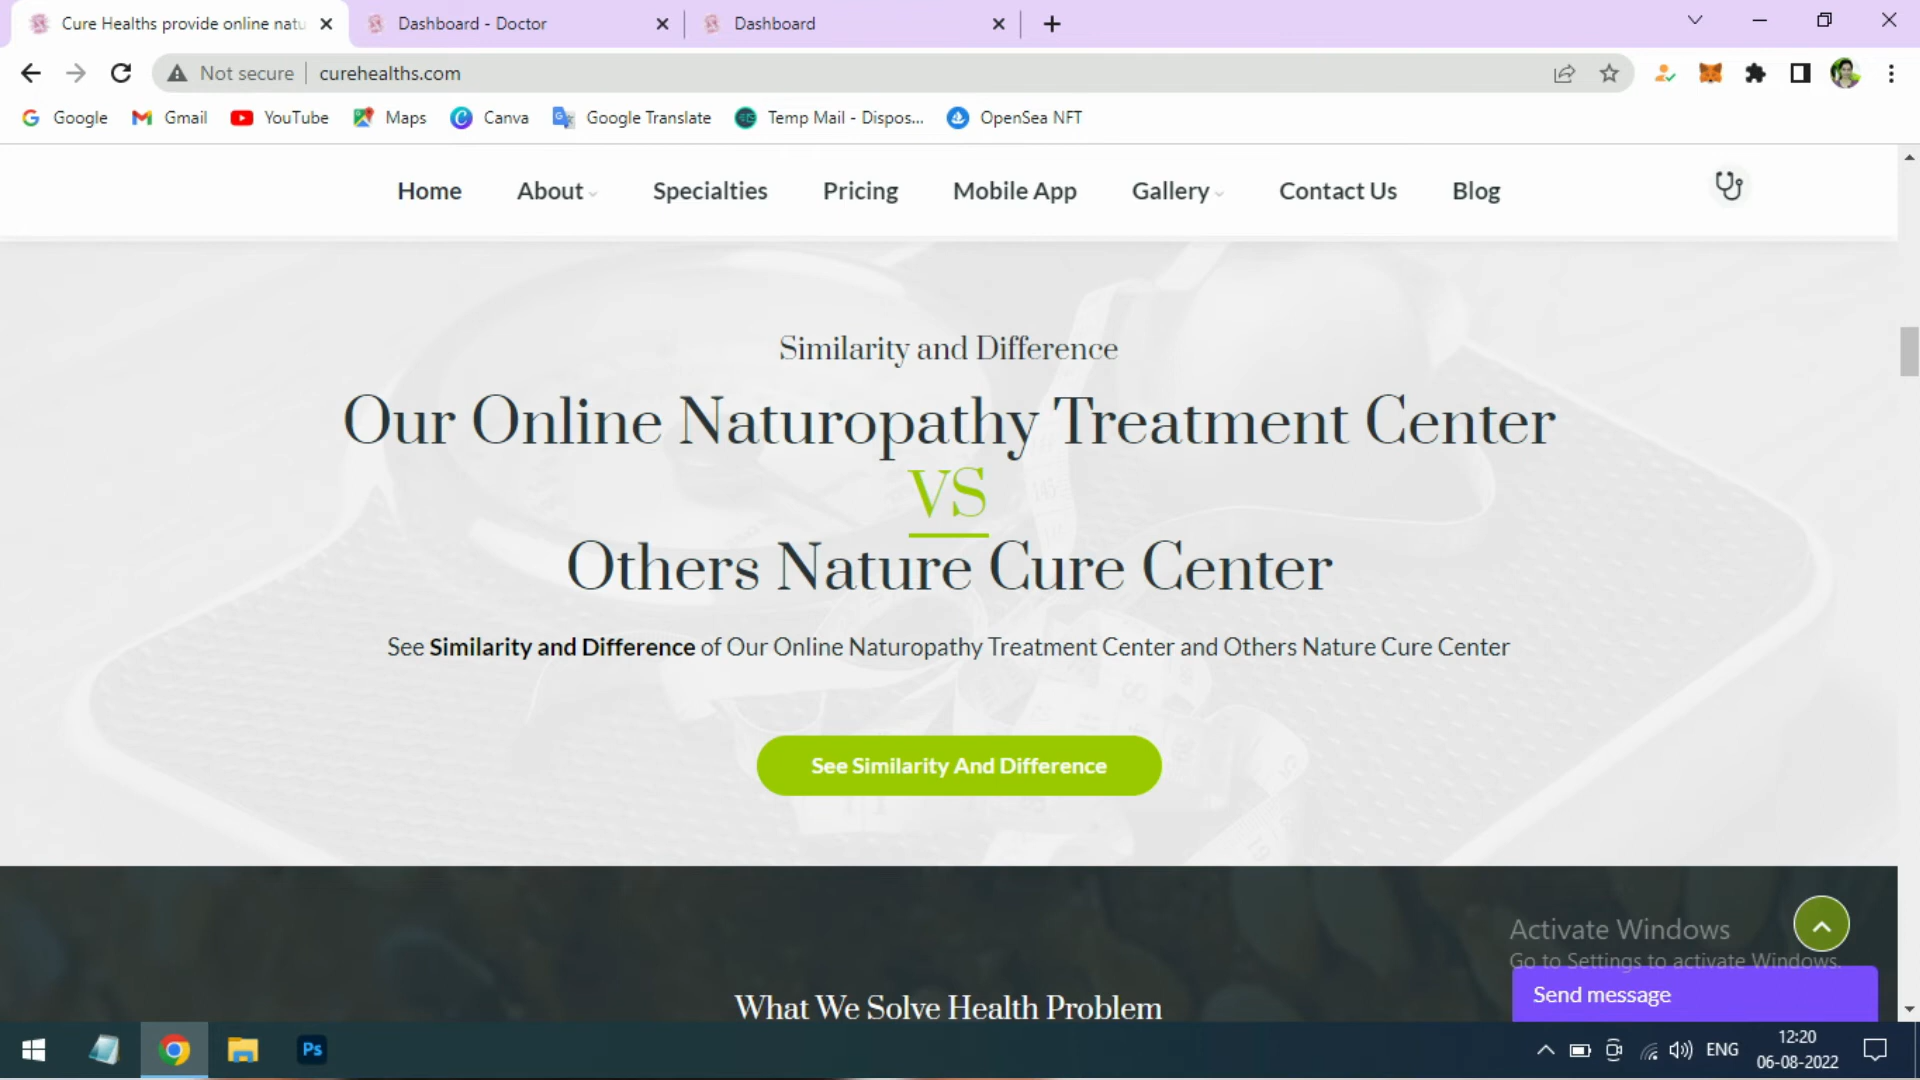 Cure Healths provide online natu
Dashboard - Doctor
Dashboard
Not secure
curehealths.com
Google
Gmail
YouTube
Maps
Canva
Google Translate
Temp Mail - Dispos...
OpenSea NFT
Home
About
Specialties
Pricing
Mobile App
Gallery
Contact Us
Blog
Similarity and Difference
Our Online Naturopathy Treatment Center
VS
Others Nature Cure Center
See Similarity and Difference of Our Online Naturopathy Treatment Center and Others Nature Cure Center
See Similarity And Difference
Activate Windows
Go to Settings to activate Windows.
Send message
What We Solve Health Problem
Ps
ENG
12:20
06-08-2022